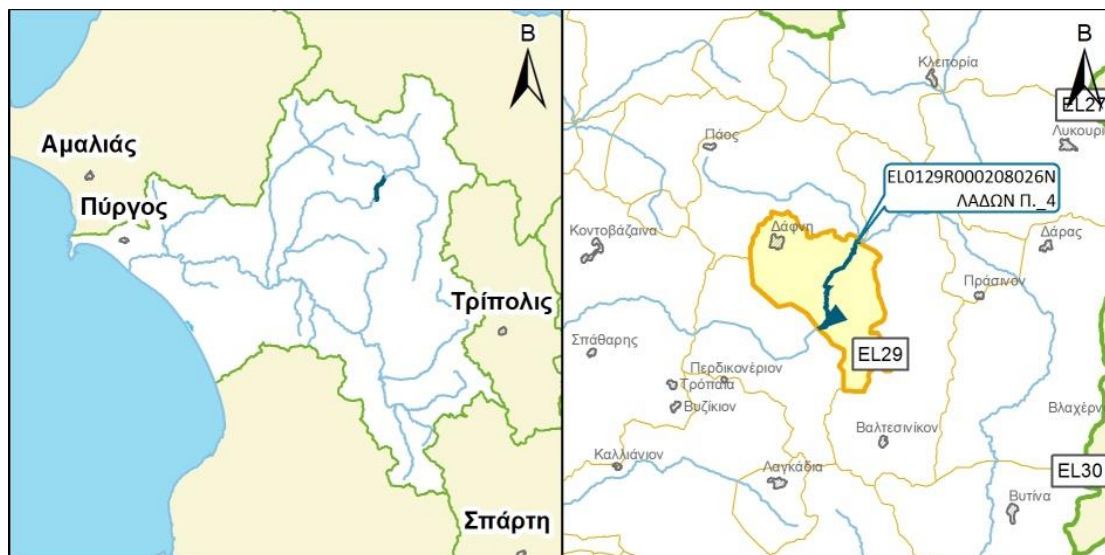 Β
Αμαλιάς
Πύργος
Τρίπολις
Σπάρτη
Β
Κλειτορία
EL27
Λυκουρι
Πάος
EL0129R000208026N
ΛΑΔΩΝ Π._4
Κοντοβάζαινα
Δάφνη
Δάρας
Πράσινον
Σπάθαρης
EL29
Περδικονέριον
Τρόπαια
Βυζίκιον
Βλαχέρν
Βαλτεσινίκον
Καλλιάνιον
Λαγκάδια
EL30
Βυτίνα